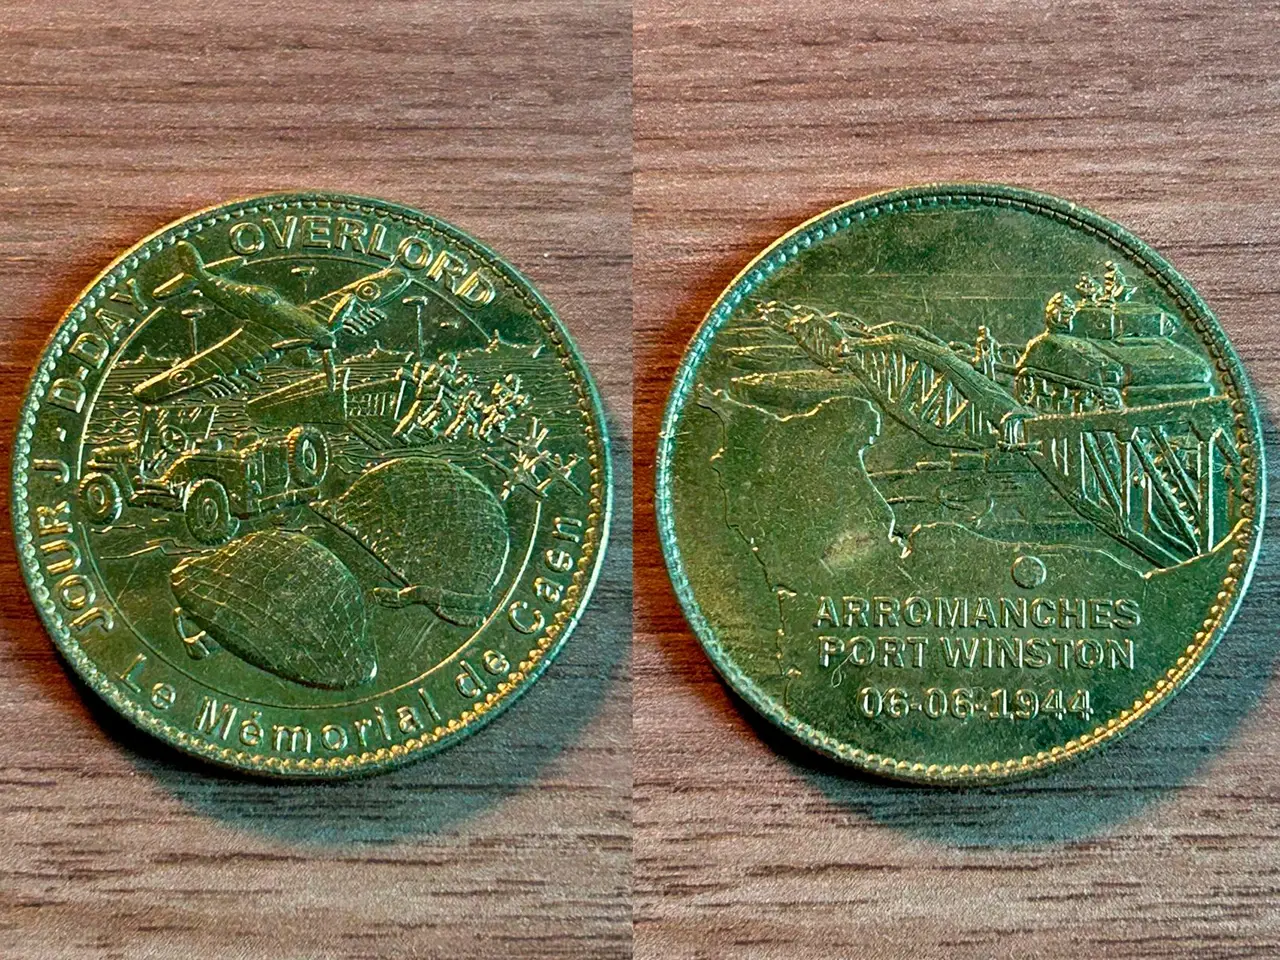 JOUR J - D-DAY OVERLORD
Le Mémorial de Caen
ARROMANCHES
PORT WINSTON
06-06-1944